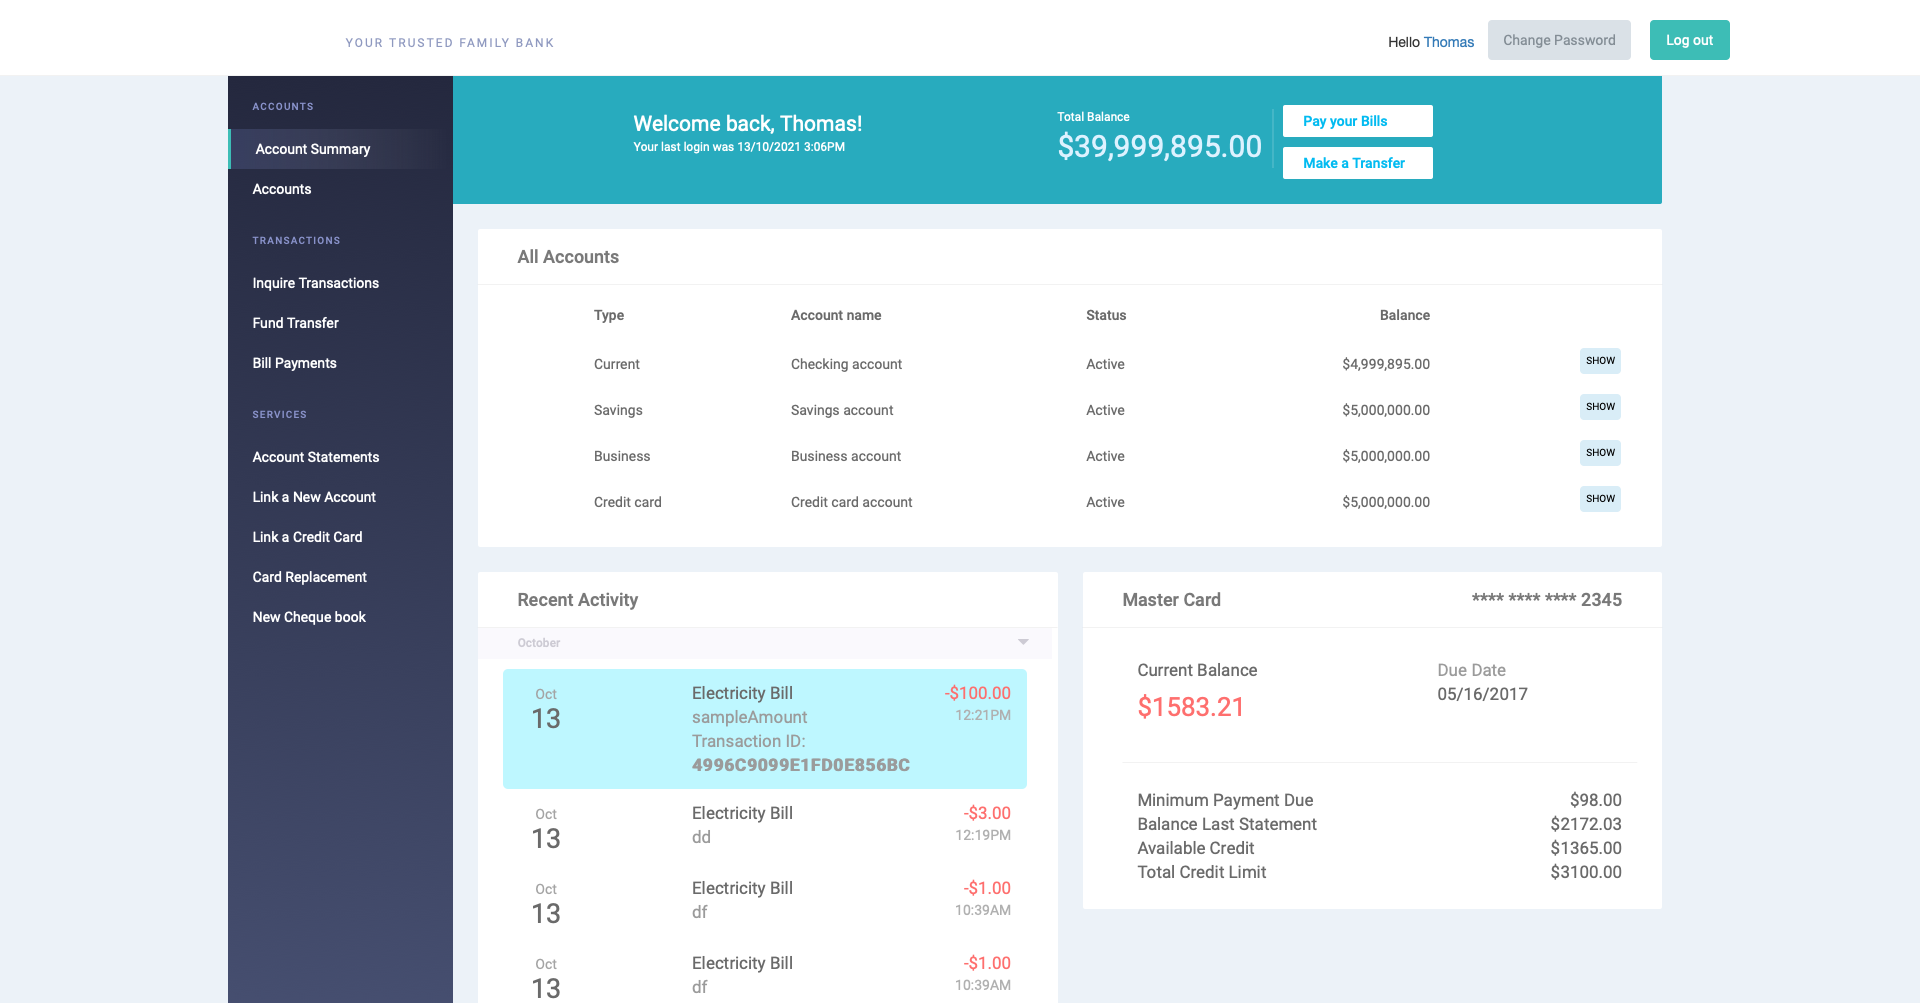 YOUR TRUSTED FAMILY BANK
Hello Thomas
Change Password
Log out
ACCOUNTS
Account Summary
Accounts
TRANSACTIONS
Inquire Transactions
Fund Transfer
Bill Payments
SERVICES
Account Statements
Link a New Account
Link a Credit Card
Card Replacement
New Cheque book
Welcome back, Thomas!
Your last login was 13/10/2021 3:06PM
Total Balance
$39,999,895.00
Pay your Bills
Make a Transfer
All Accounts
Type Account name Status Balance
Current Checking account Active $4,999,895.00 SHOW
Savings Savings account Active $5,000,000.00 SHOW
Business Business account Active $5,000,000.00 SHOW
Credit card Credit card account Active $5,000,000.00 SHOW
Recent Activity
October
Oct
13
Electricity Bill -$100.00
sampleAmount 12:21PM
Transaction ID:
4996C9099E1FD0E856BC
Oct
13
Electricity Bill -$3.00
dd 12:19PM
Oct
13
Electricity Bill -$1.00
df 10:39AM
Oct
13
Electricity Bill -$1.00
df 10:39AM
Master Card **** **** **** 2345
Current Balance
$1583.21
Due Date
05/16/2017
Minimum Payment Due $98.00
Balance Last Statement $2172.03
Available Credit $1365.00
Total Credit Limit $3100.00